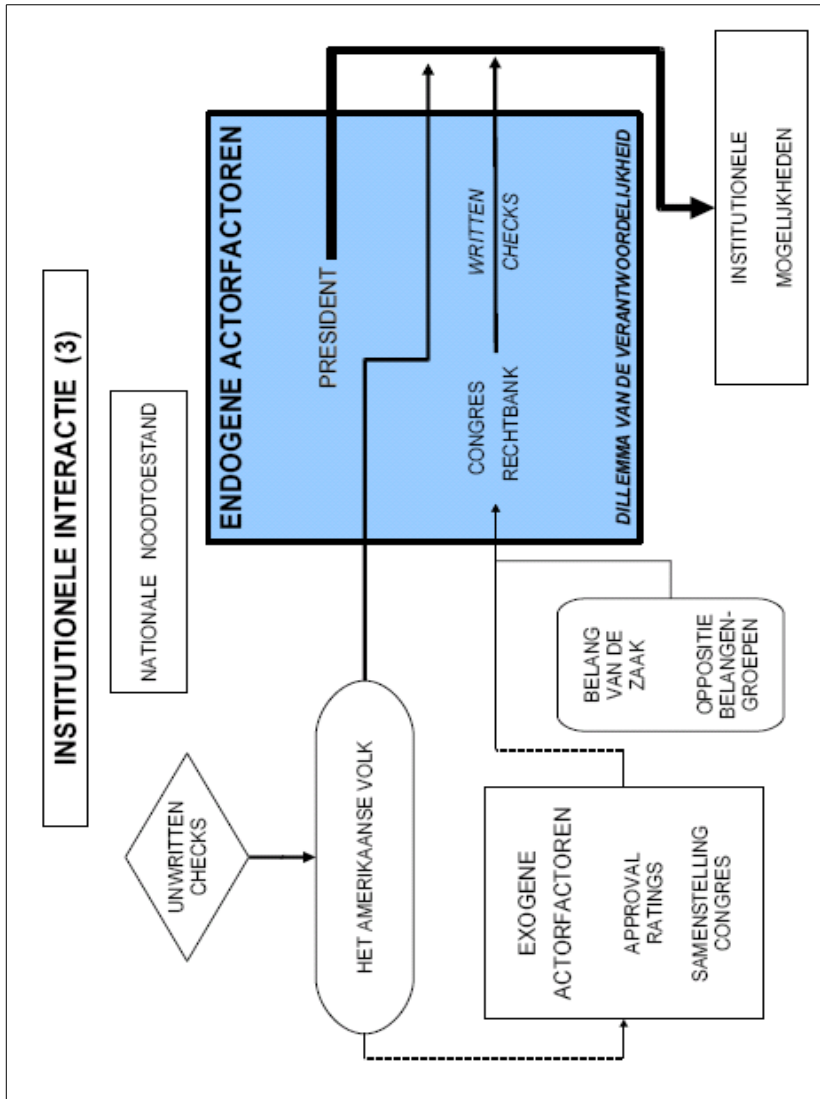 INSTITUTIONELE INTERACTIE (3)
NATIONALE NOODTOESTAND
UNWRITTEN
CHECKS
HET AMERIKAANSE VOLK
ENDOGENE ACTORFACTOREN
PRESIDENT
CONGRES
RECHTBANK
WRITTEN
CHECKS
DILLEMMA VAN DE VERANTWOORDELIJKHEID
EXOGENE
ACTORFACTOREN
APPROVAL
RATINGS
SAMENSTELLING
CONGRES
BELANG
VAN DE
ZAAK
OPPOSITIE
BELANGEN-
GROEPEN
INSTITUTIONELE
MOGELIJKHEDEN